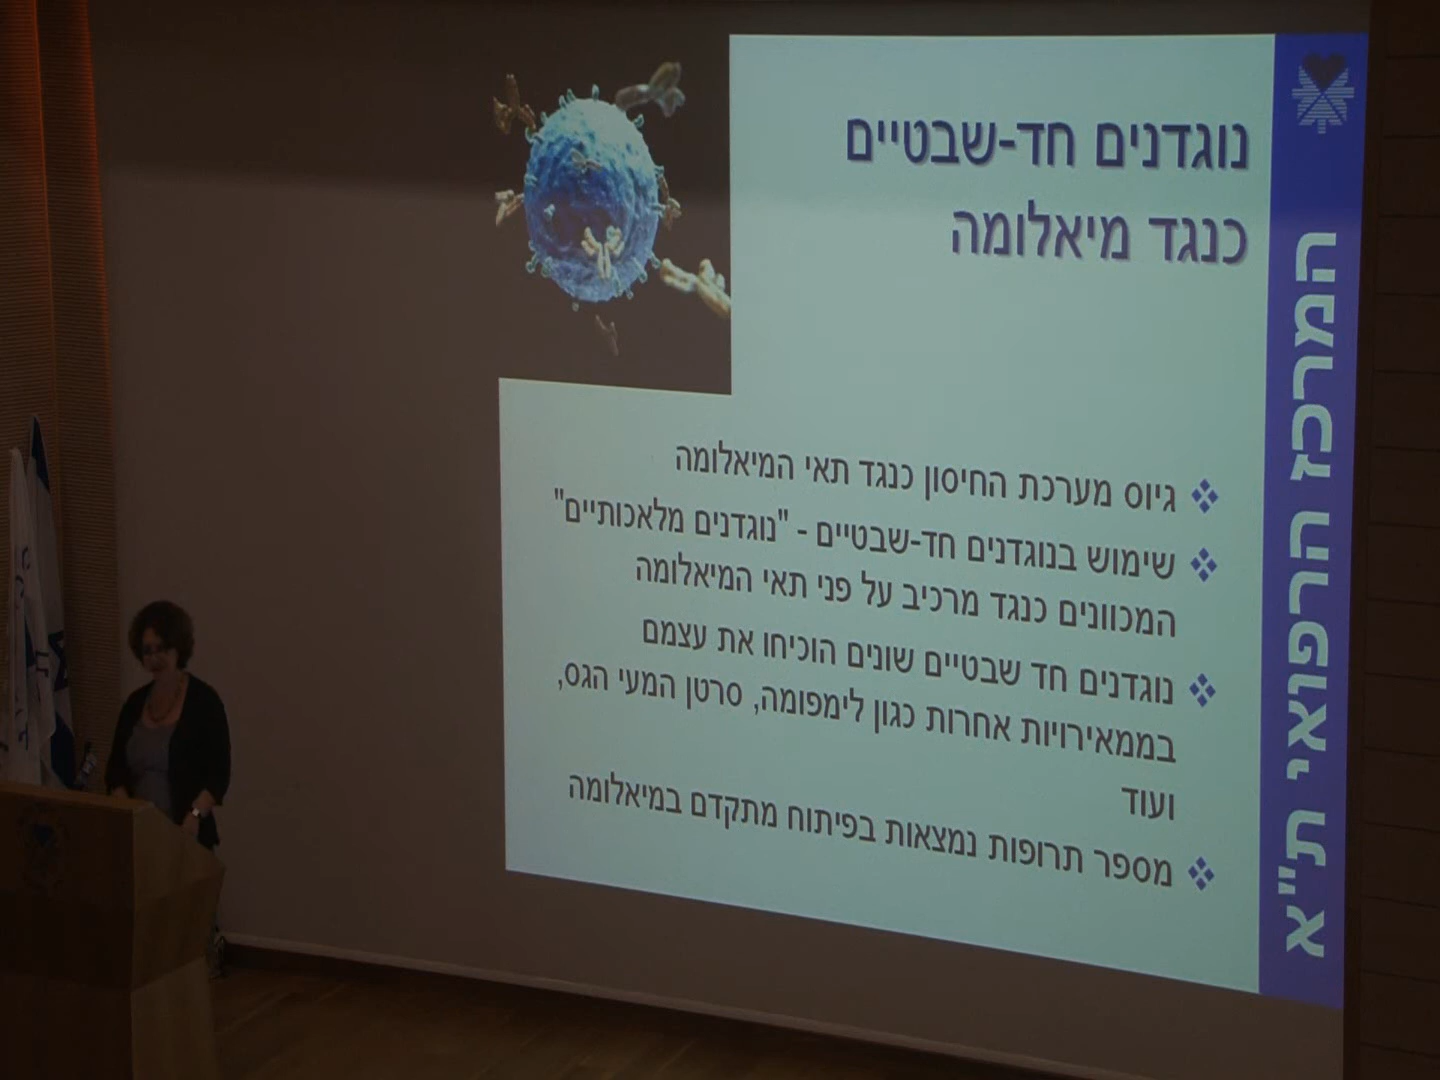 נוגדנים חד-שבטיים
כנגד מיאלומה
גיוס מערכת החיסון כנגד תאי המיאלומה
שימוש בנוגדנים חד-שבטיים - "נוגדנים מלאכותיים"
המכוונים כנגד מרכיב על פני תאי המיאלומה
נוגדנים חד שבטיים שונים הוכיחו את עצמם
בממאירויות אחרות כגון לימפומה, סרטן המעי הגס,
ועוד
מספר תרופות נמצאות בפיתוח מתקדם במיאלומה
המרכז הרפואי ת"א